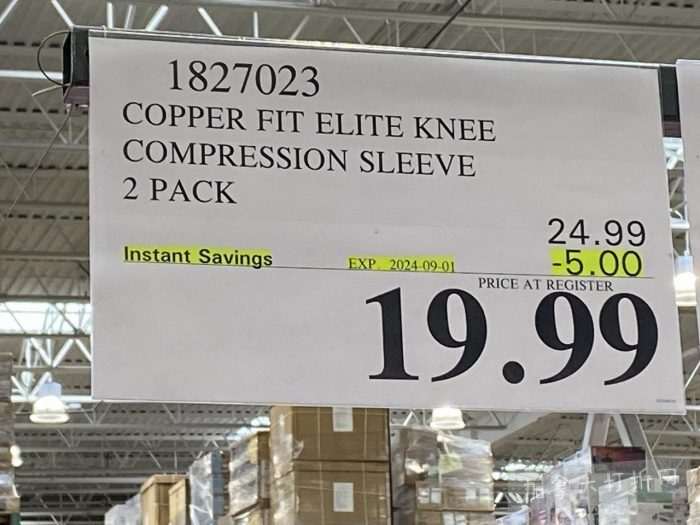 1827023
COPPER FIT ELITE KNEE
COMPRESSION SLEEVE
2 PACK
24.99
Instant Savings EXP. 2024-09-01 -5.00
PRICE AT REGISTER
19.99